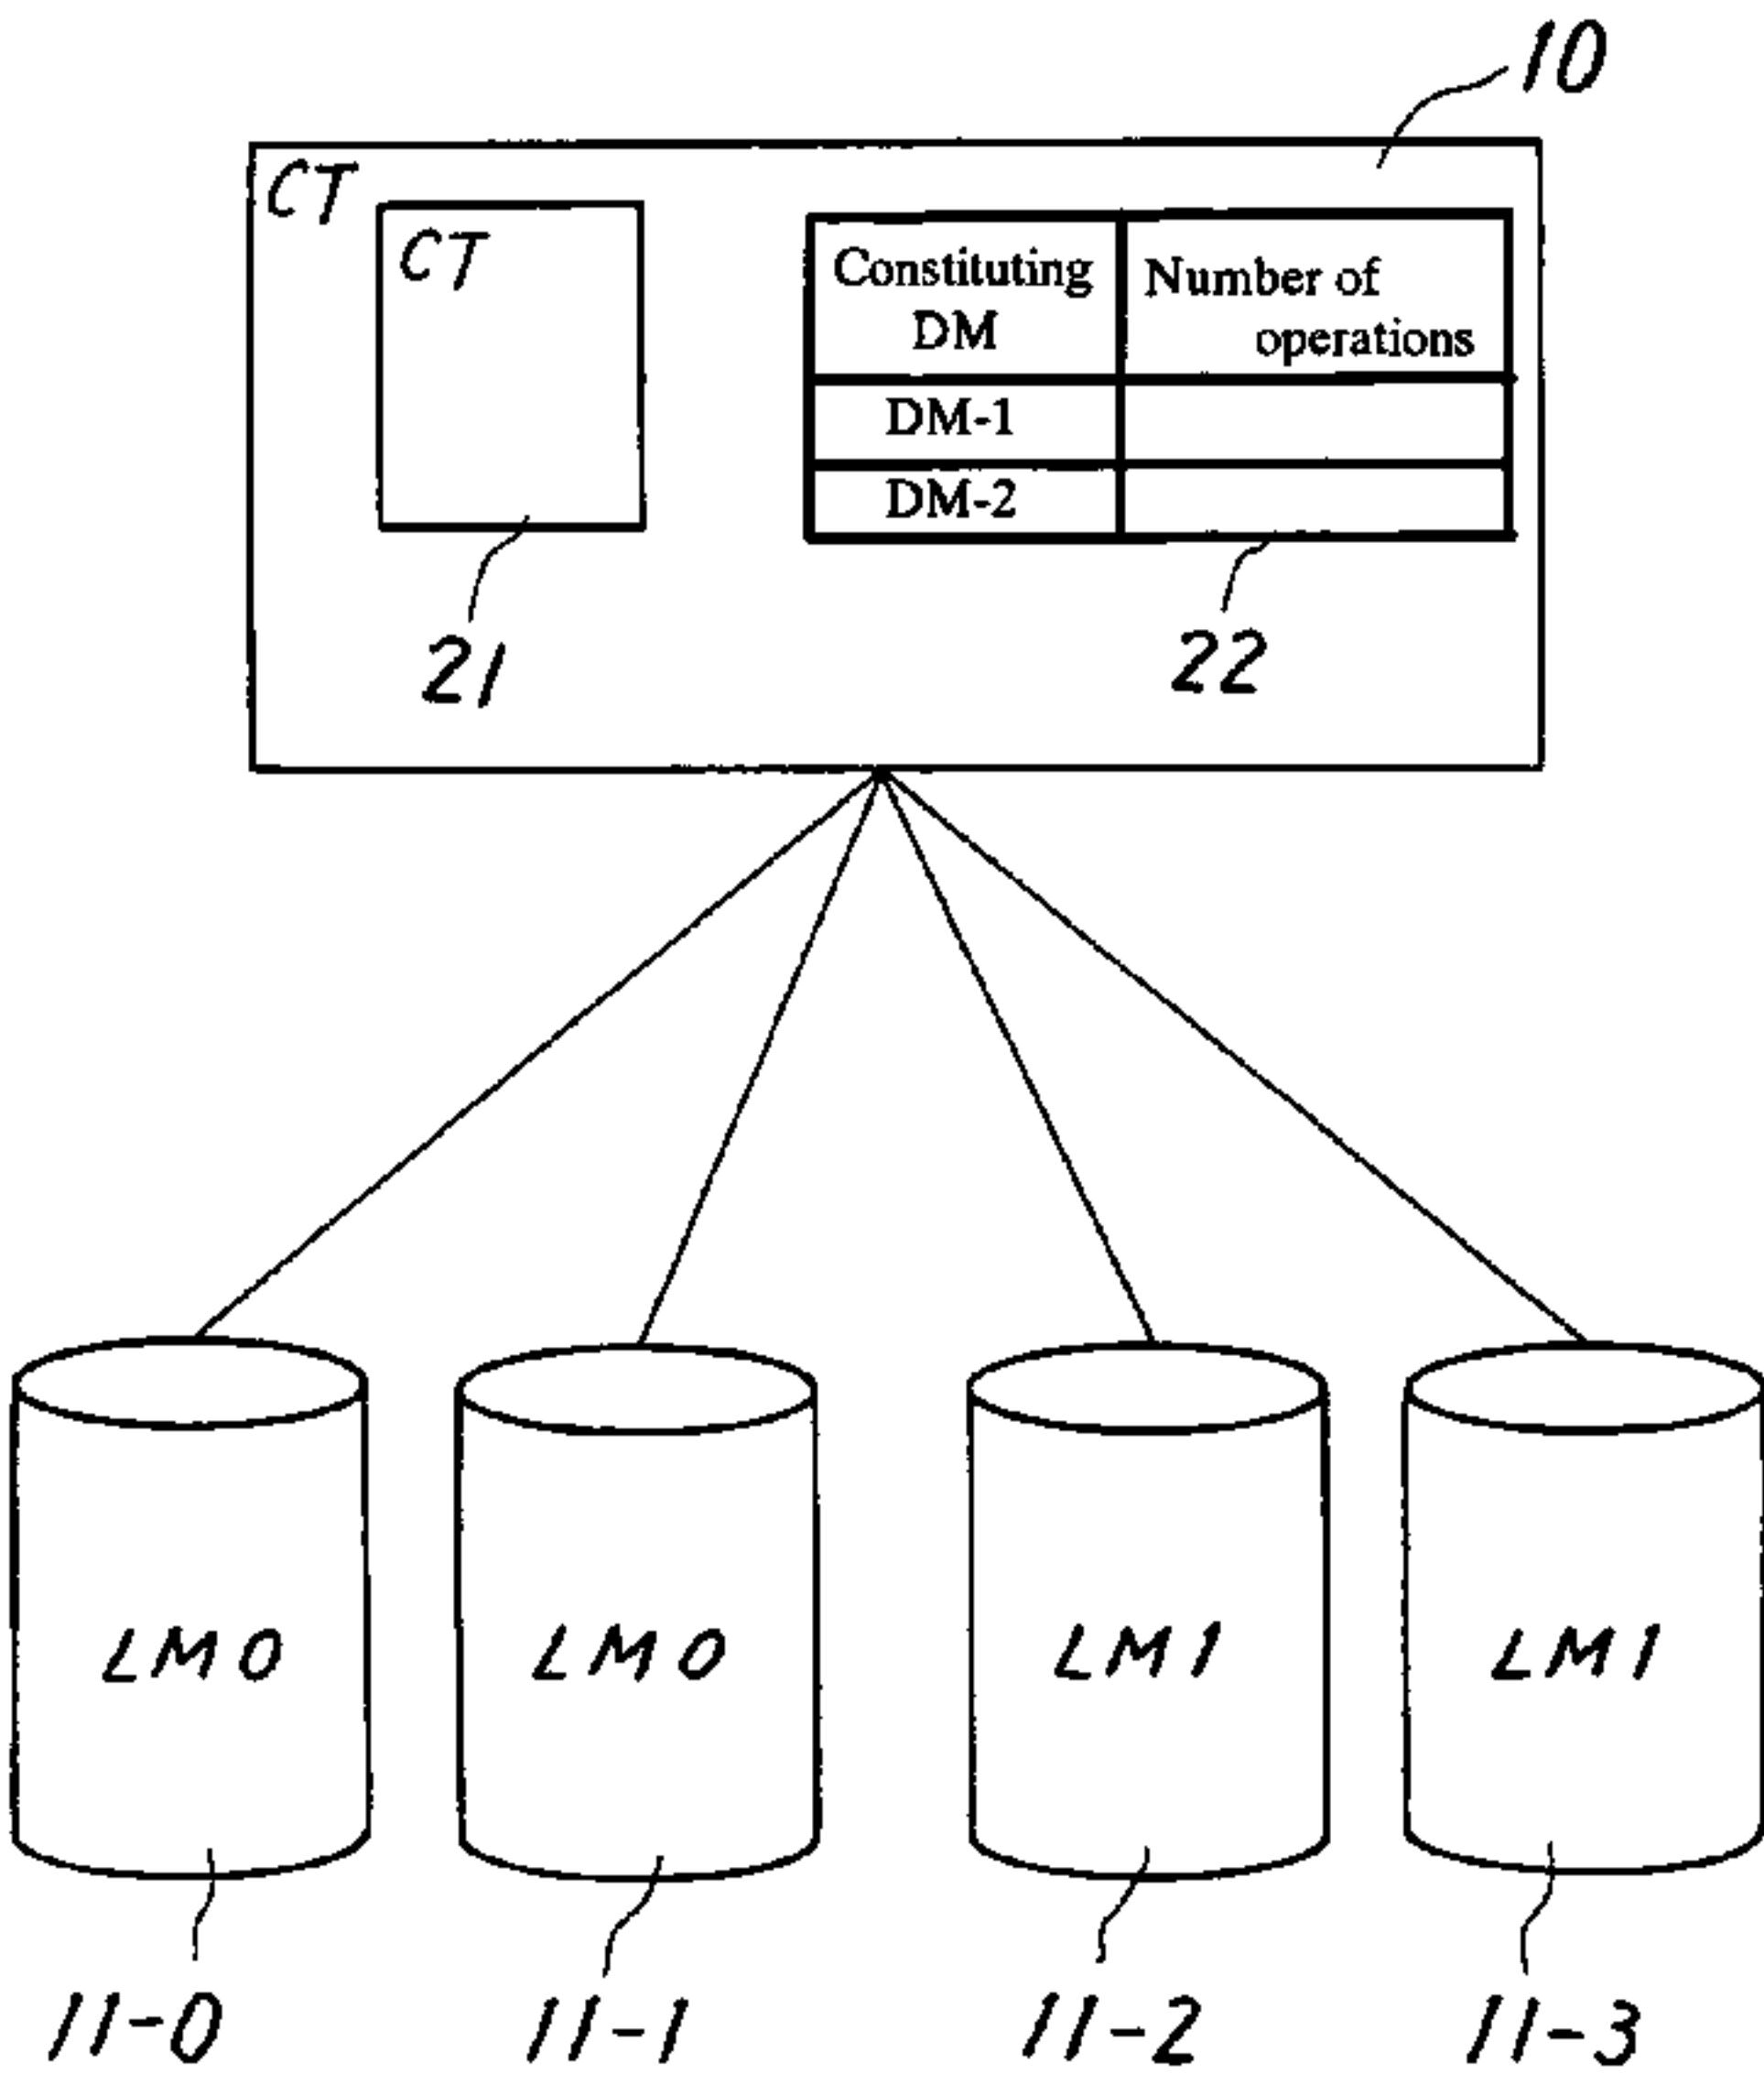 10
CT
CT
Constituting
DM
Number of
operations
DM-1
DM-2
21
22
LM0
LM0
LM1
LM1
11-0
11-1
11-2
11-3